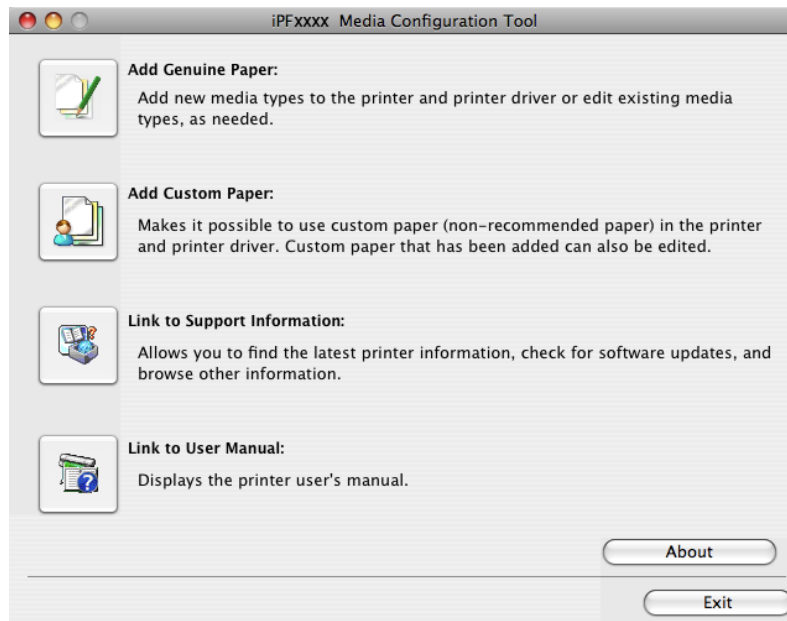 iPFxxxx Media Configuration Tool
Add Genuine Paper:
Add new media types to the printer and printer driver or edit existing media
types, as needed.
Add Custom Paper:
Makes it possible to use custom paper (non-recommended paper) in the printer
and printer driver. Custom paper that has been added can also be edited.
Link to Support Information:
Allows you to find the latest printer information, check for software updates, and
browse other information.
Link to User Manual:
Displays the printer user's manual.
About
Exit